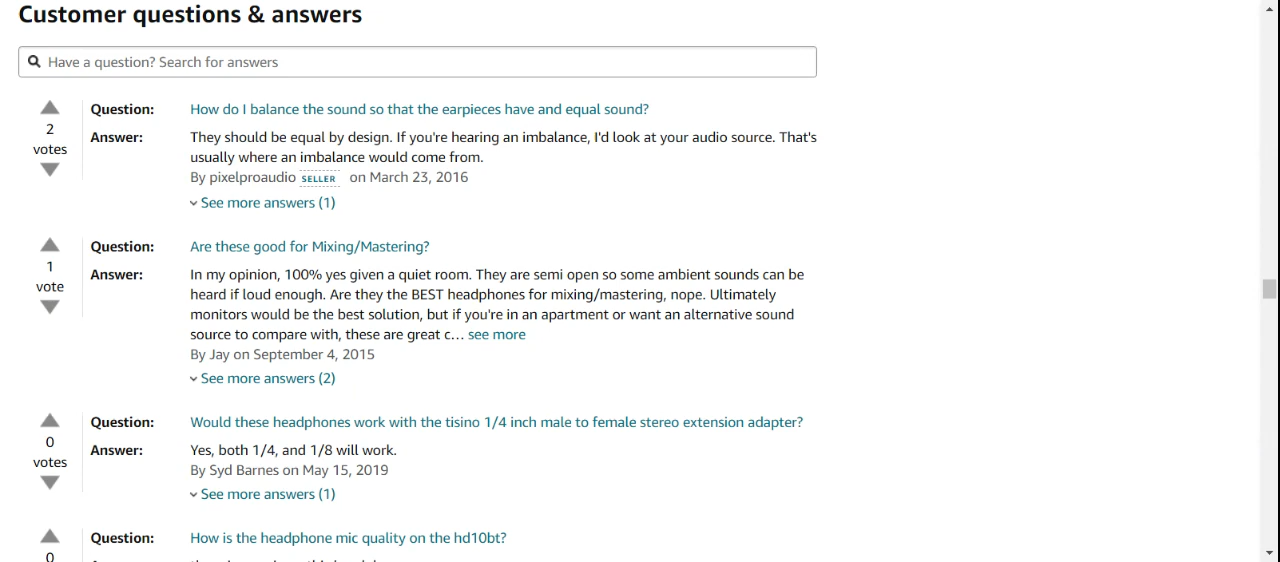 Customer questions & answers
Have a question? Search for answers
2
votes
Question: How do I balance the sound so that the earpieces have and equal sound?
Answer: They should be equal by design. If you're hearing an imbalance, I'd look at your audio source. That's
usually where an imbalance would come from.
By pixelproaudio SELLER on March 23, 2016
See more answers (1)
1
vote
Question: Are these good for Mixing/Mastering?
Answer: In my opinion, 100% yes given a quiet room. They are semi open so some ambient sounds can be
heard if loud enough. Are they the BEST headphones for mixing/mastering, nope. Ultimately
monitors would be the best solution, but if you're in an apartment or want an alternative sound
source to compare with, these are great c… see more
By Jay on September 4, 2015
See more answers (2)
0
votes
Question: Would these headphones work with the tisino 1/4 inch male to female stereo extension adapter?
Answer: Yes, both 1/4, and 1/8 will work.
By Syd Barnes on May 15, 2019
See more answers (1)
0
Question: How is the headphone mic quality on the hd10bt?